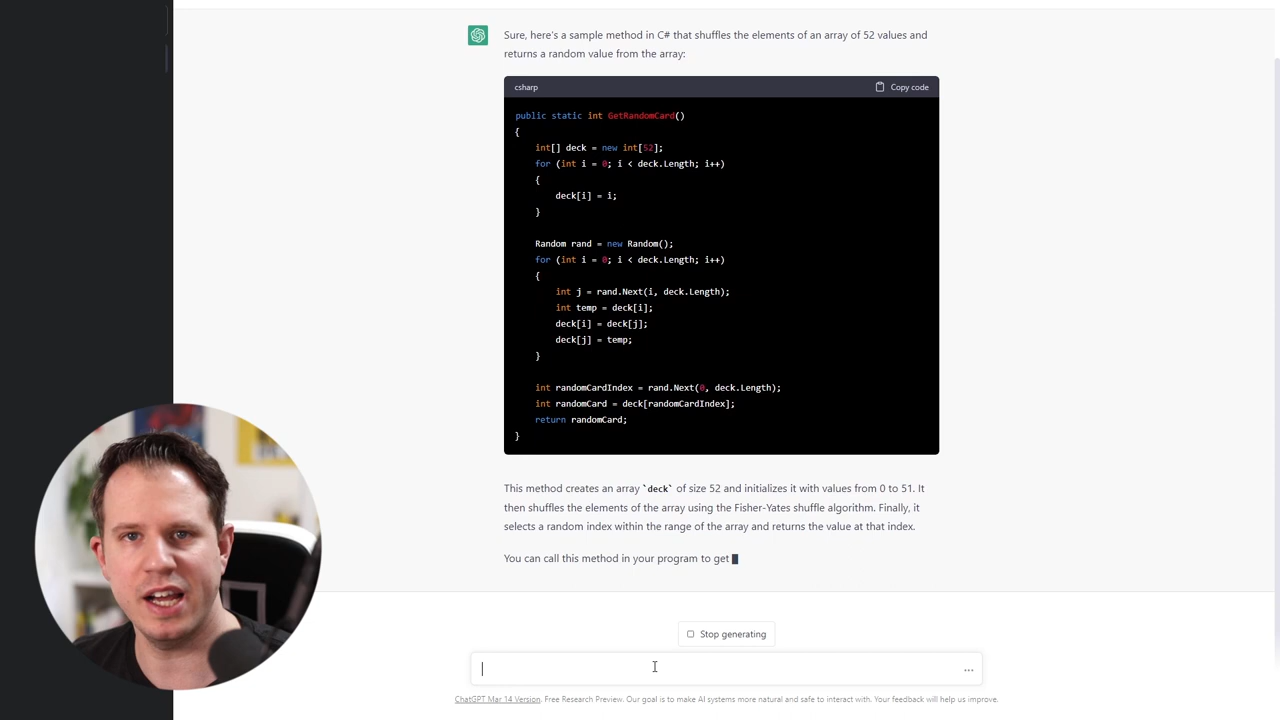 Sure, here's a sample method in C# that shuffles the elements of an array of 52 values and
returns a random value from the array:
csharp
Copy code
public static int GetRandomCard()
{
    int[] deck = new int[52];
    for (int i = 0; i < deck.Length; i++)
    {
        deck[i] = i;
    }

    Random rand = new Random();
    for (int i = 0; i < deck.Length; i++)
    {
        int j = rand.Next(i, deck.Length);
        int temp = deck[i];
        deck[i] = deck[j];
        deck[j] = temp;
    }

    int randomCardIndex = rand.Next(0, deck.Length);
    int randomCard = deck[randomCardIndex];
    return randomCard;
}
This method creates an array `deck` of size 52 and initializes it with values from 0 to 51. It
then shuffles the elements of the array using the Fisher-Yates shuffle algorithm. Finally, it
selects a random index within the range of the array and returns the value at that index.
You can call this method in your program to get
Stop generating
ChatGPT Mar 14 Version. Free Research Preview. Our goal is to make AI systems more natural and safe to interact with. Your feedback will help us improve.